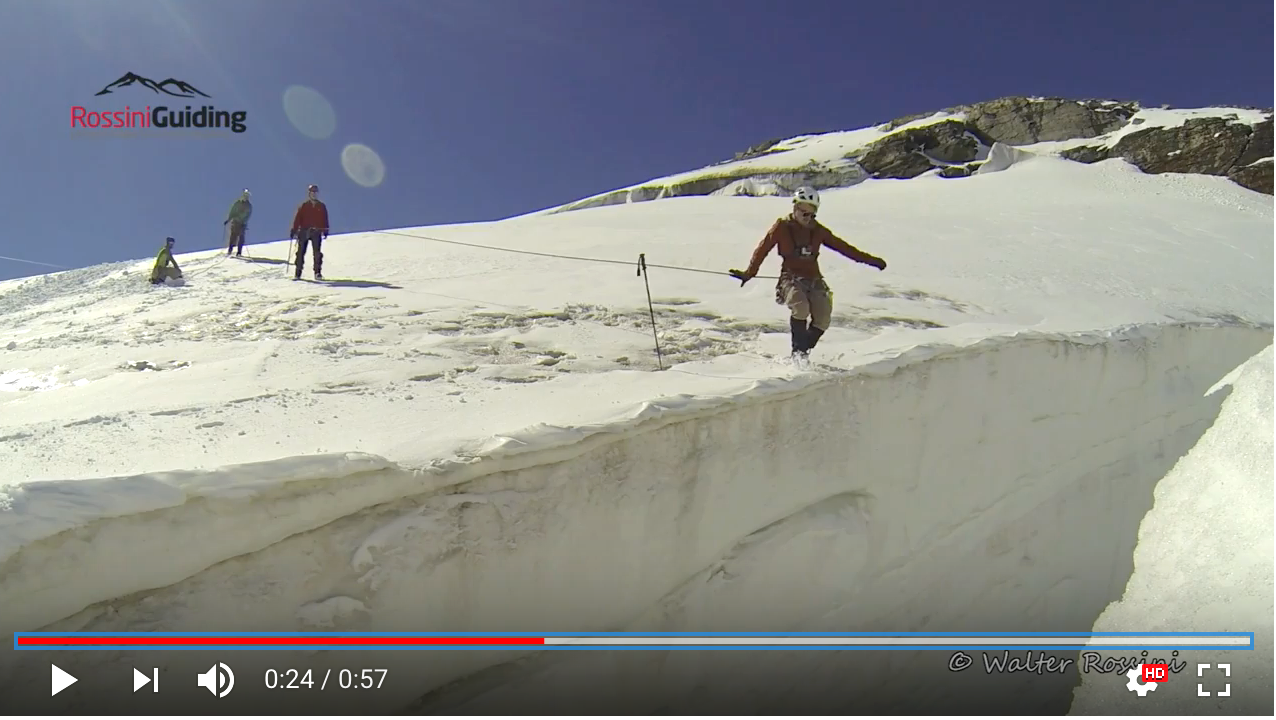 RossiniGuiding
© Walter Rossini
HD
0:24 / 0:57